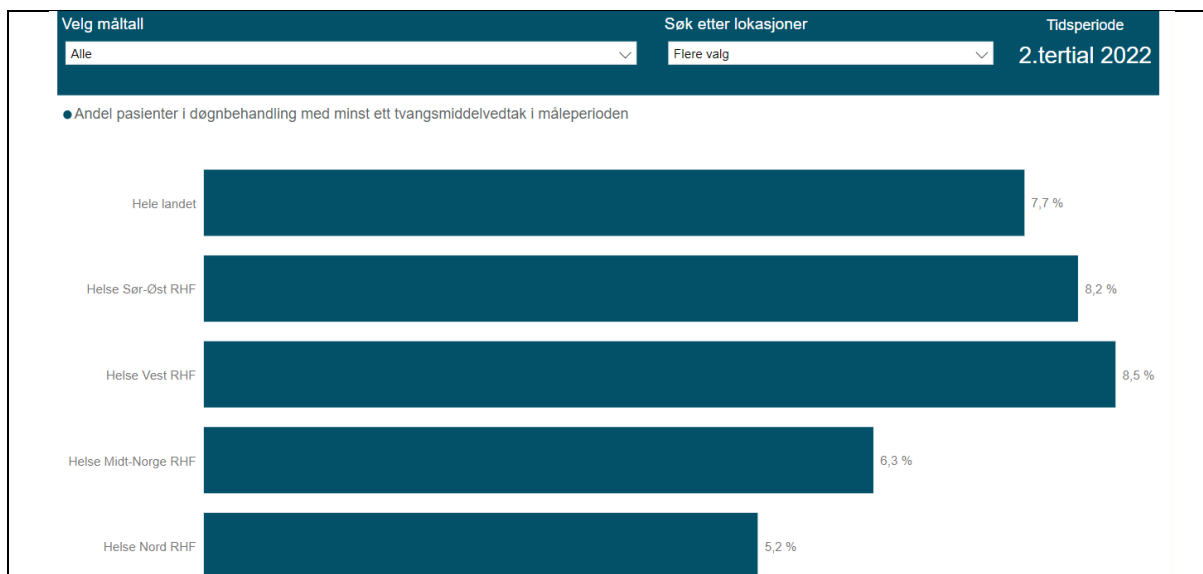 Velg måltall
Søk etter lokasjoner
Tidsperiode
Alle
Flere valg
2.tertial 2022
Andel pasienter i døgnbehandling med minst ett tvangsmiddelvedtak i måleperioden
Hele landet
7,7 %
Helse Sør-Øst RHF
8,2 %
Helse Vest RHF
8,5 %
Helse Midt-Norge RHF
6,3 %
Helse Nord RHF
5,2 %